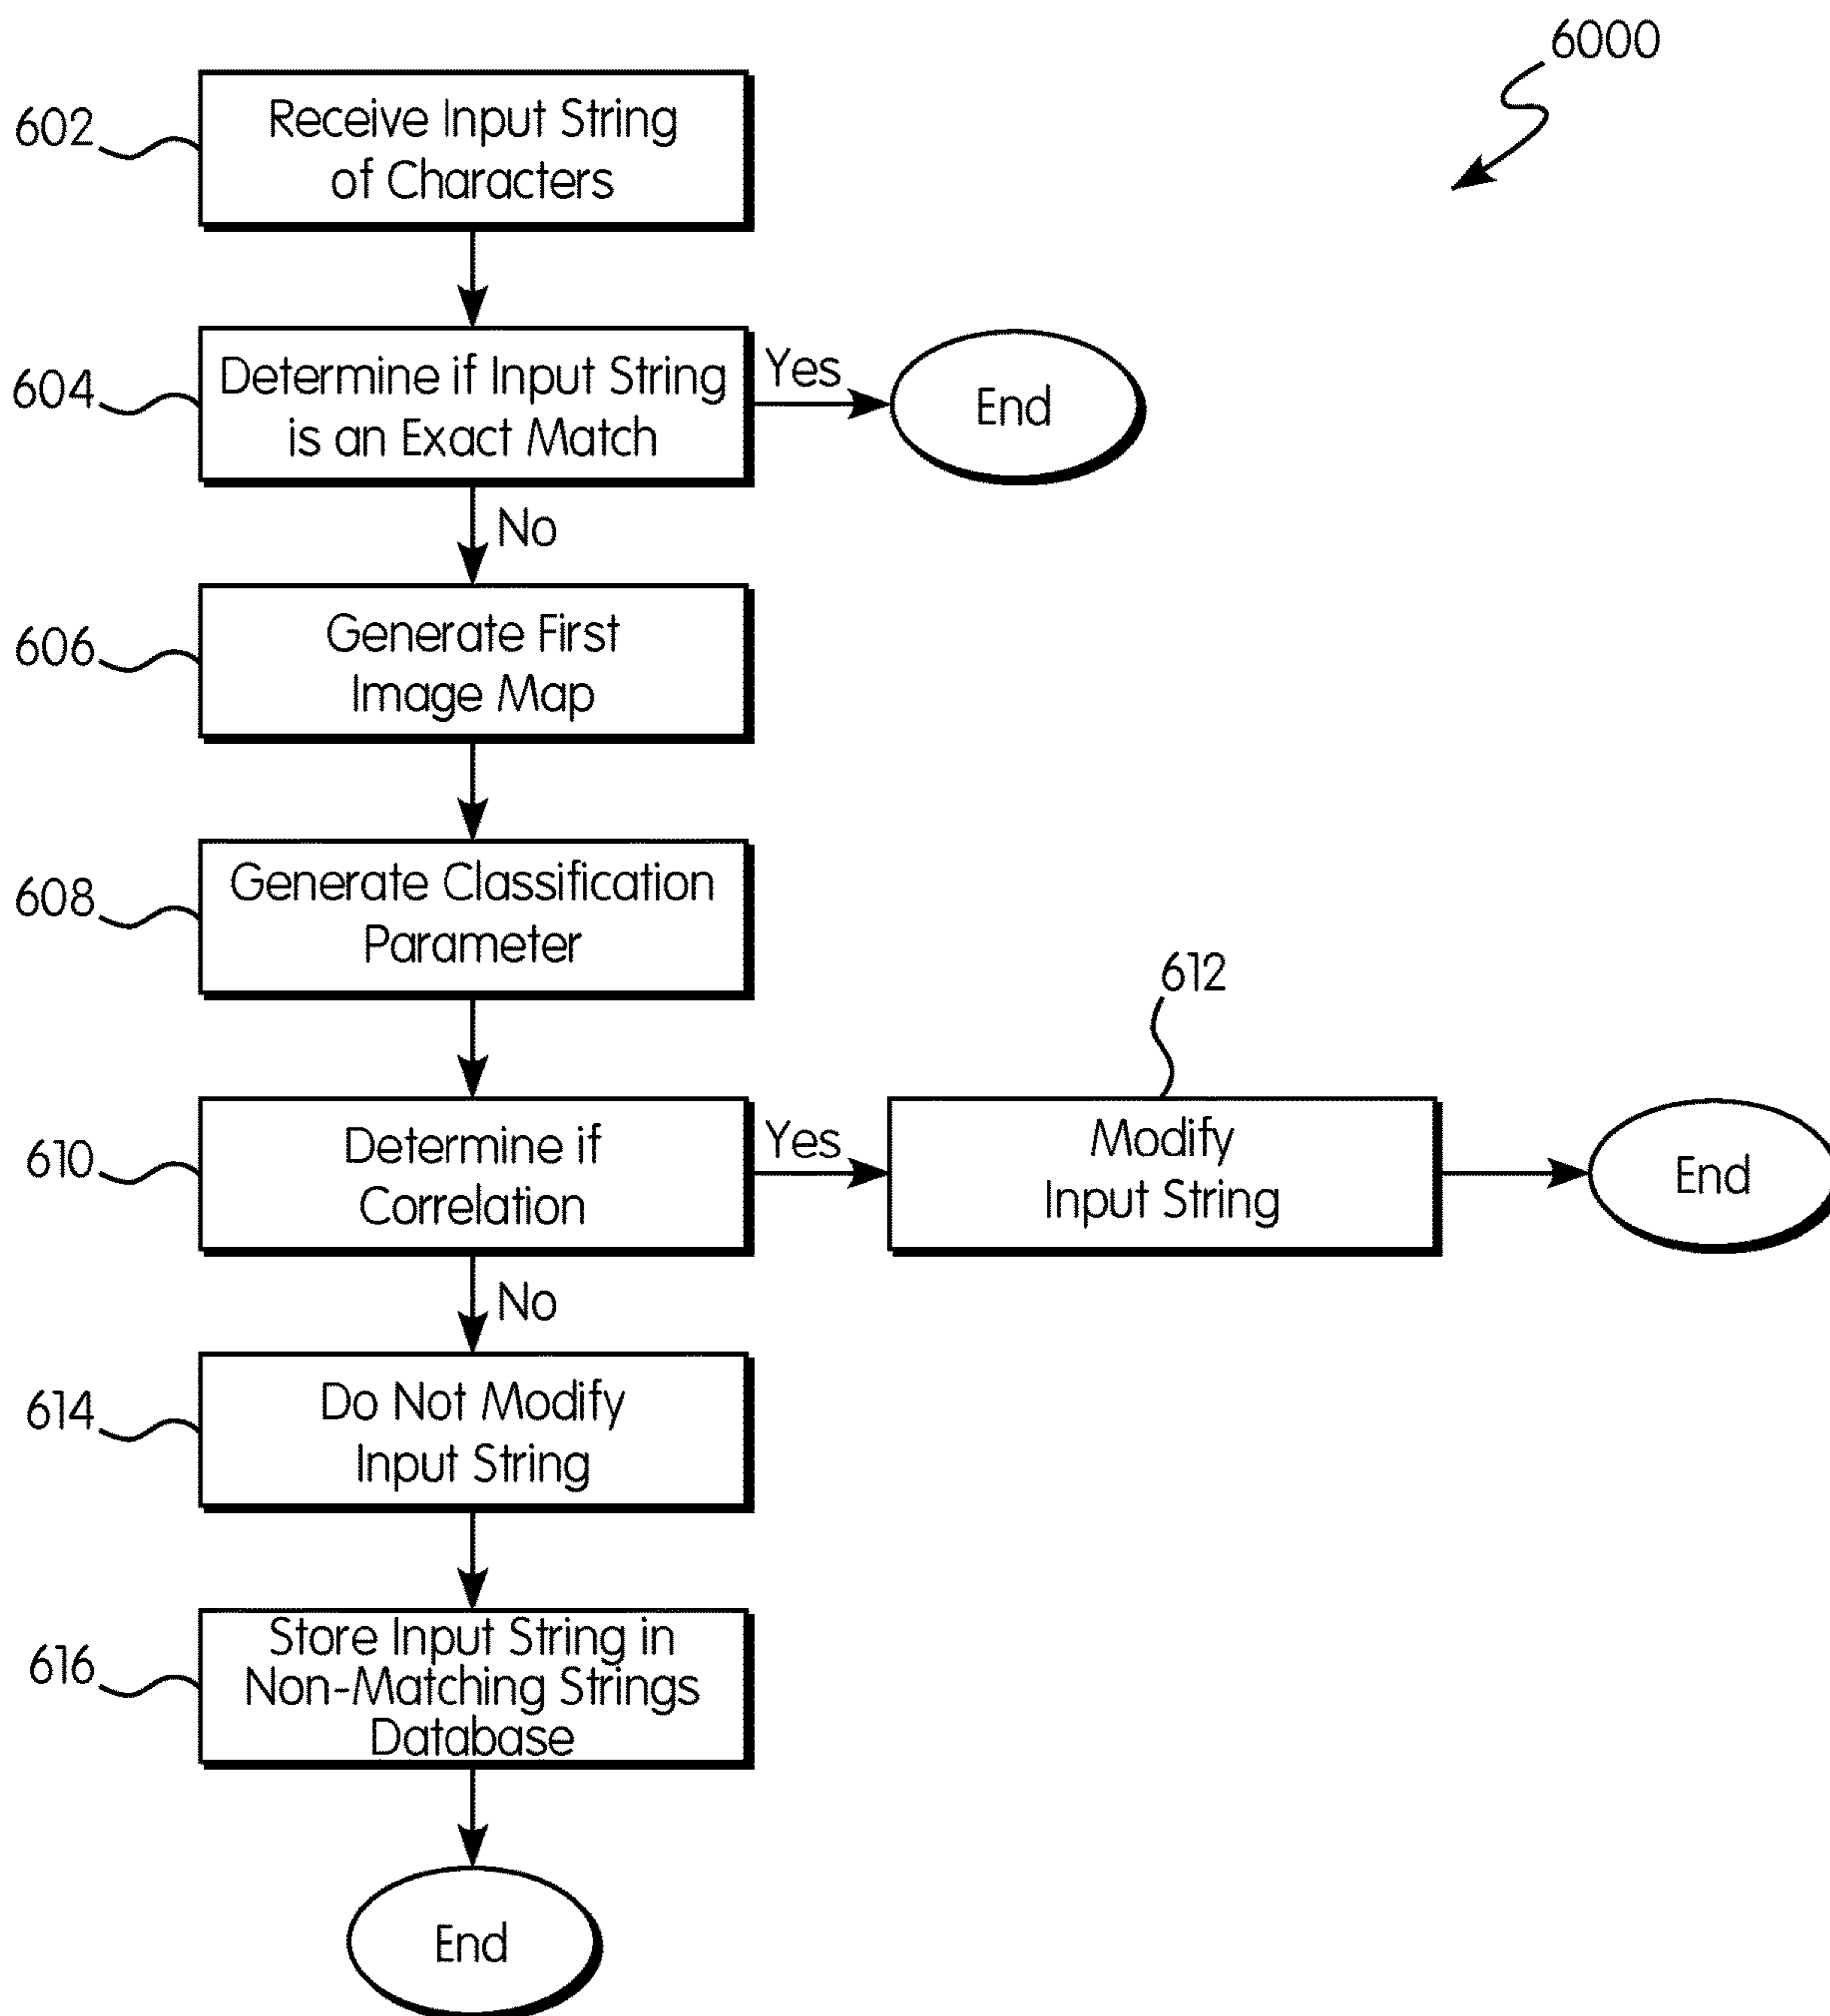 6000
602
Receive Input String
of Characters
604
Determine if Input String
is an Exact Match
Yes
End
No
606
Generate First
Image Map
608
Generate Classification
Parameter
610
Determine if
Correlation
Yes
612
Modify
Input String
End
No
614
Do Not Modify
Input String
616
Store Input String in
Non-Matching Strings
Database
End